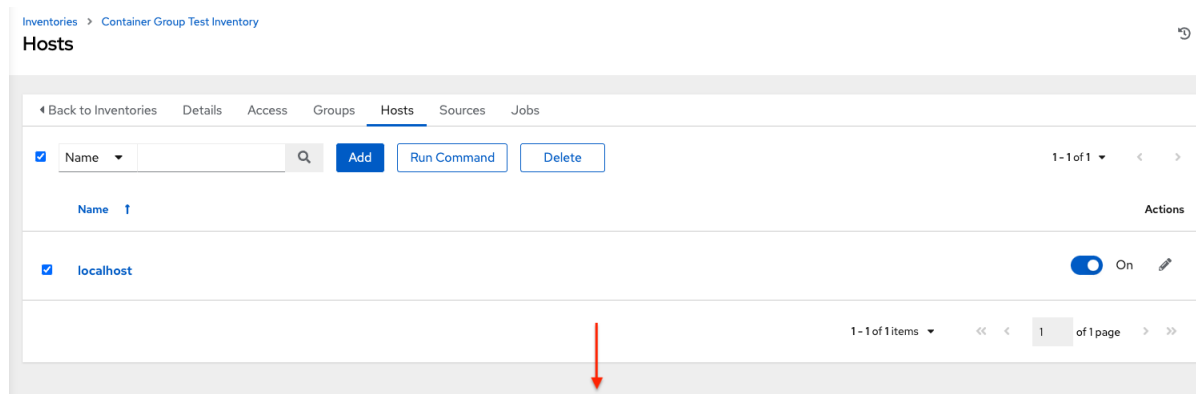 Inventories > Container Group Test Inventory
Hosts
Back to Inventories Details Access Groups Hosts Sources Jobs
Name Add Run Command Delete 1 - 1 of 1
Name Actions
localhost On
1 - 1 of 1 items 1 of 1 page